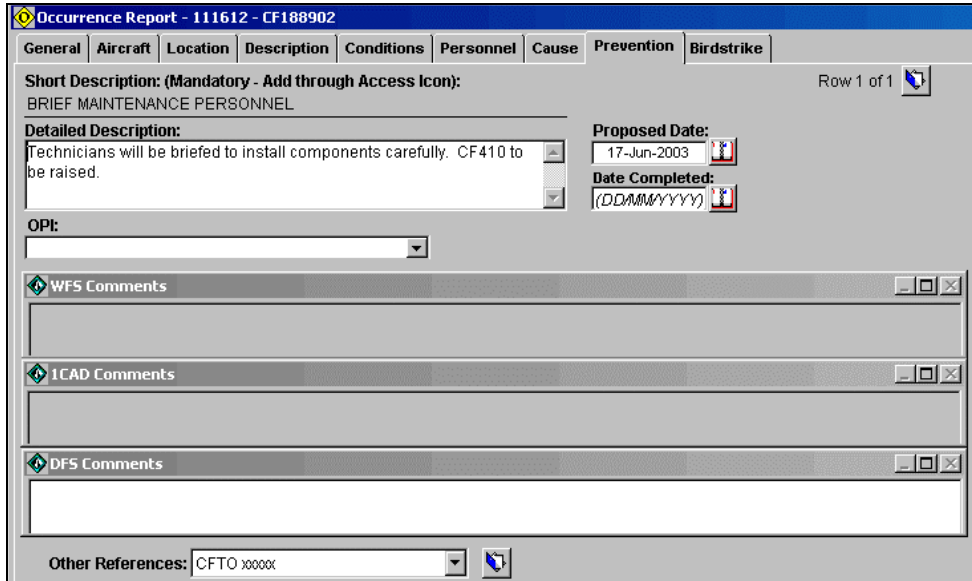 Occurrence Report - 111612 - CF188902
General Aircraft Location Description Conditions Personnel Cause Prevention Birdstrike
Short Description: (Mandatory - Add through Access Icon):
Row 1 of 1
BRIEF MAINTENANCE PERSONNEL
Detailed Description:
Technicians will be briefed to install components carefully. CF410 to
be raised.
Proposed Date:
17-Jun-2003
Date Completed:
(DD/MM/YYYY)
OPI:
WFS Comments
1CAD Comments
DFS Comments
Other References: CFTO xxxxx